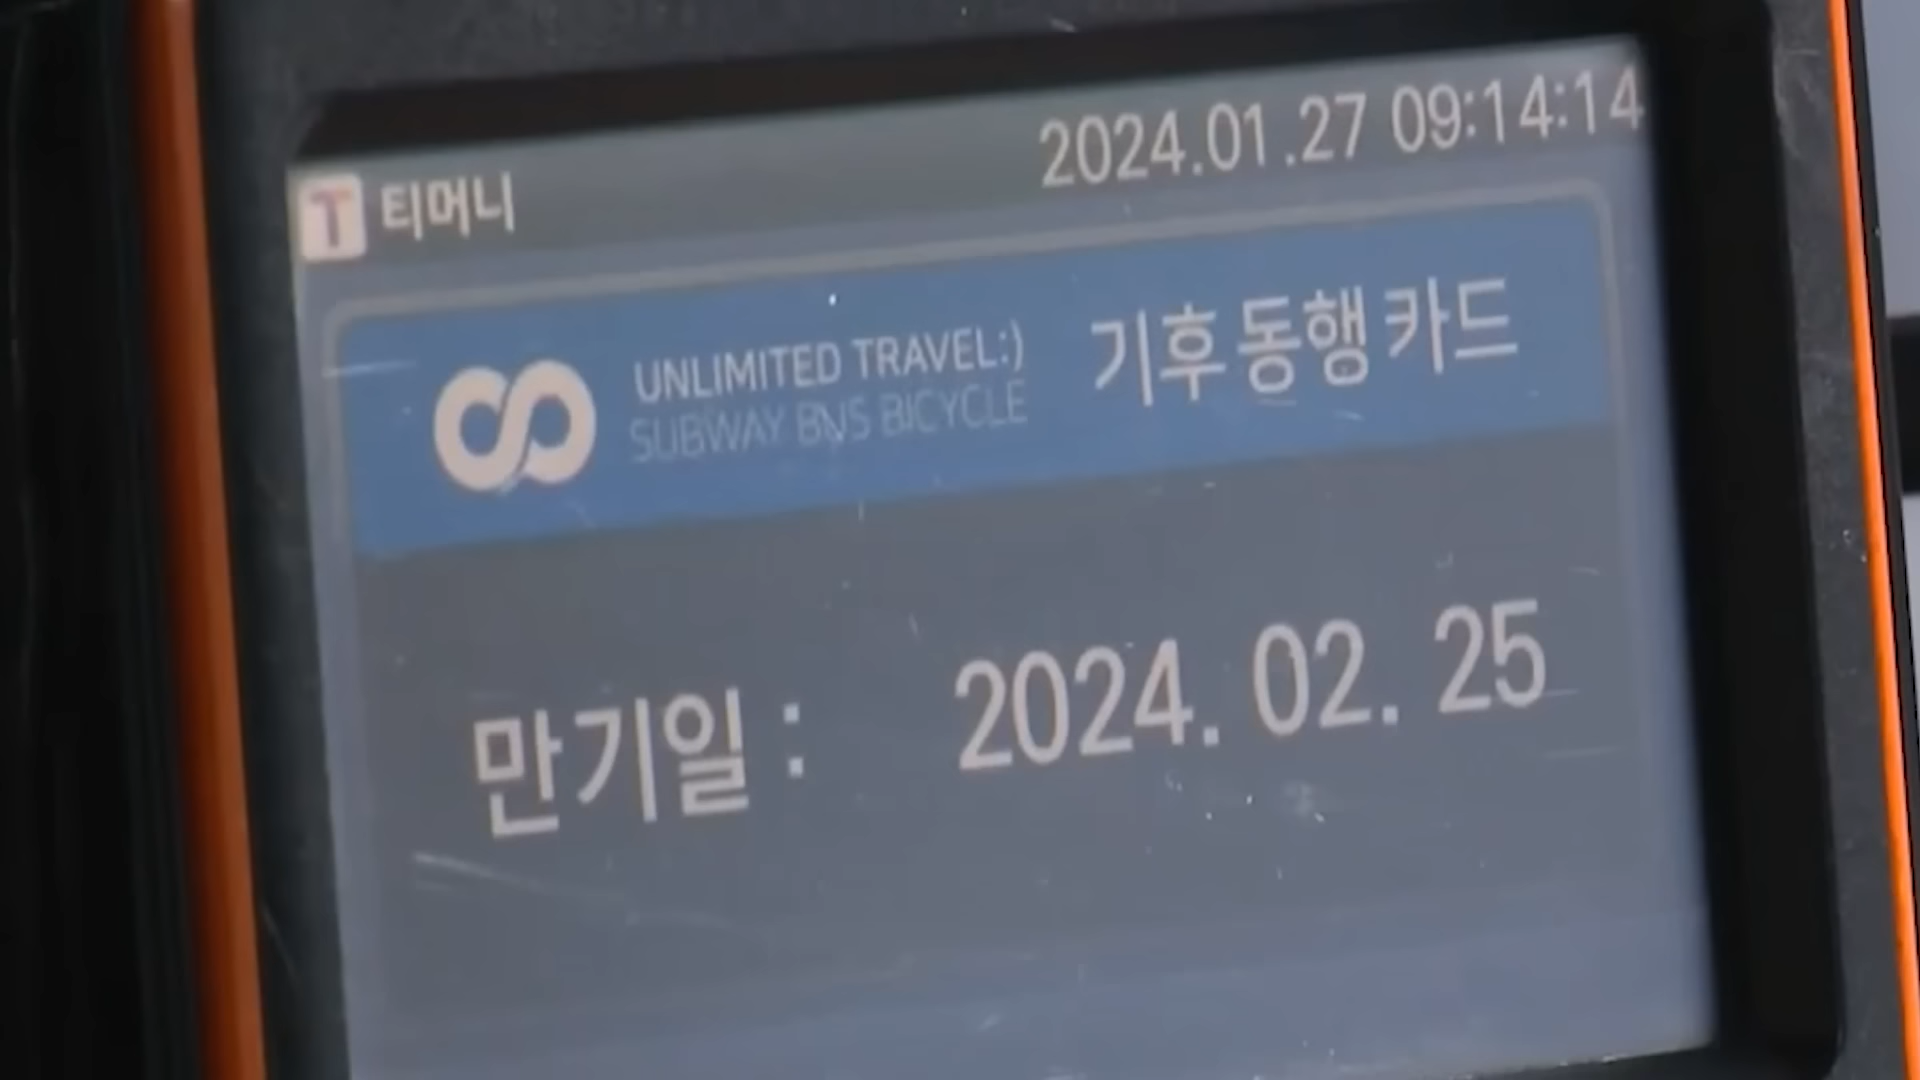 T 티머니
2024.01.27 09:14:14
UNLIMITED TRAVEL:)
SUBWAY BUS BICYCLE
기후동행카드
만기일 : 2024. 02. 25